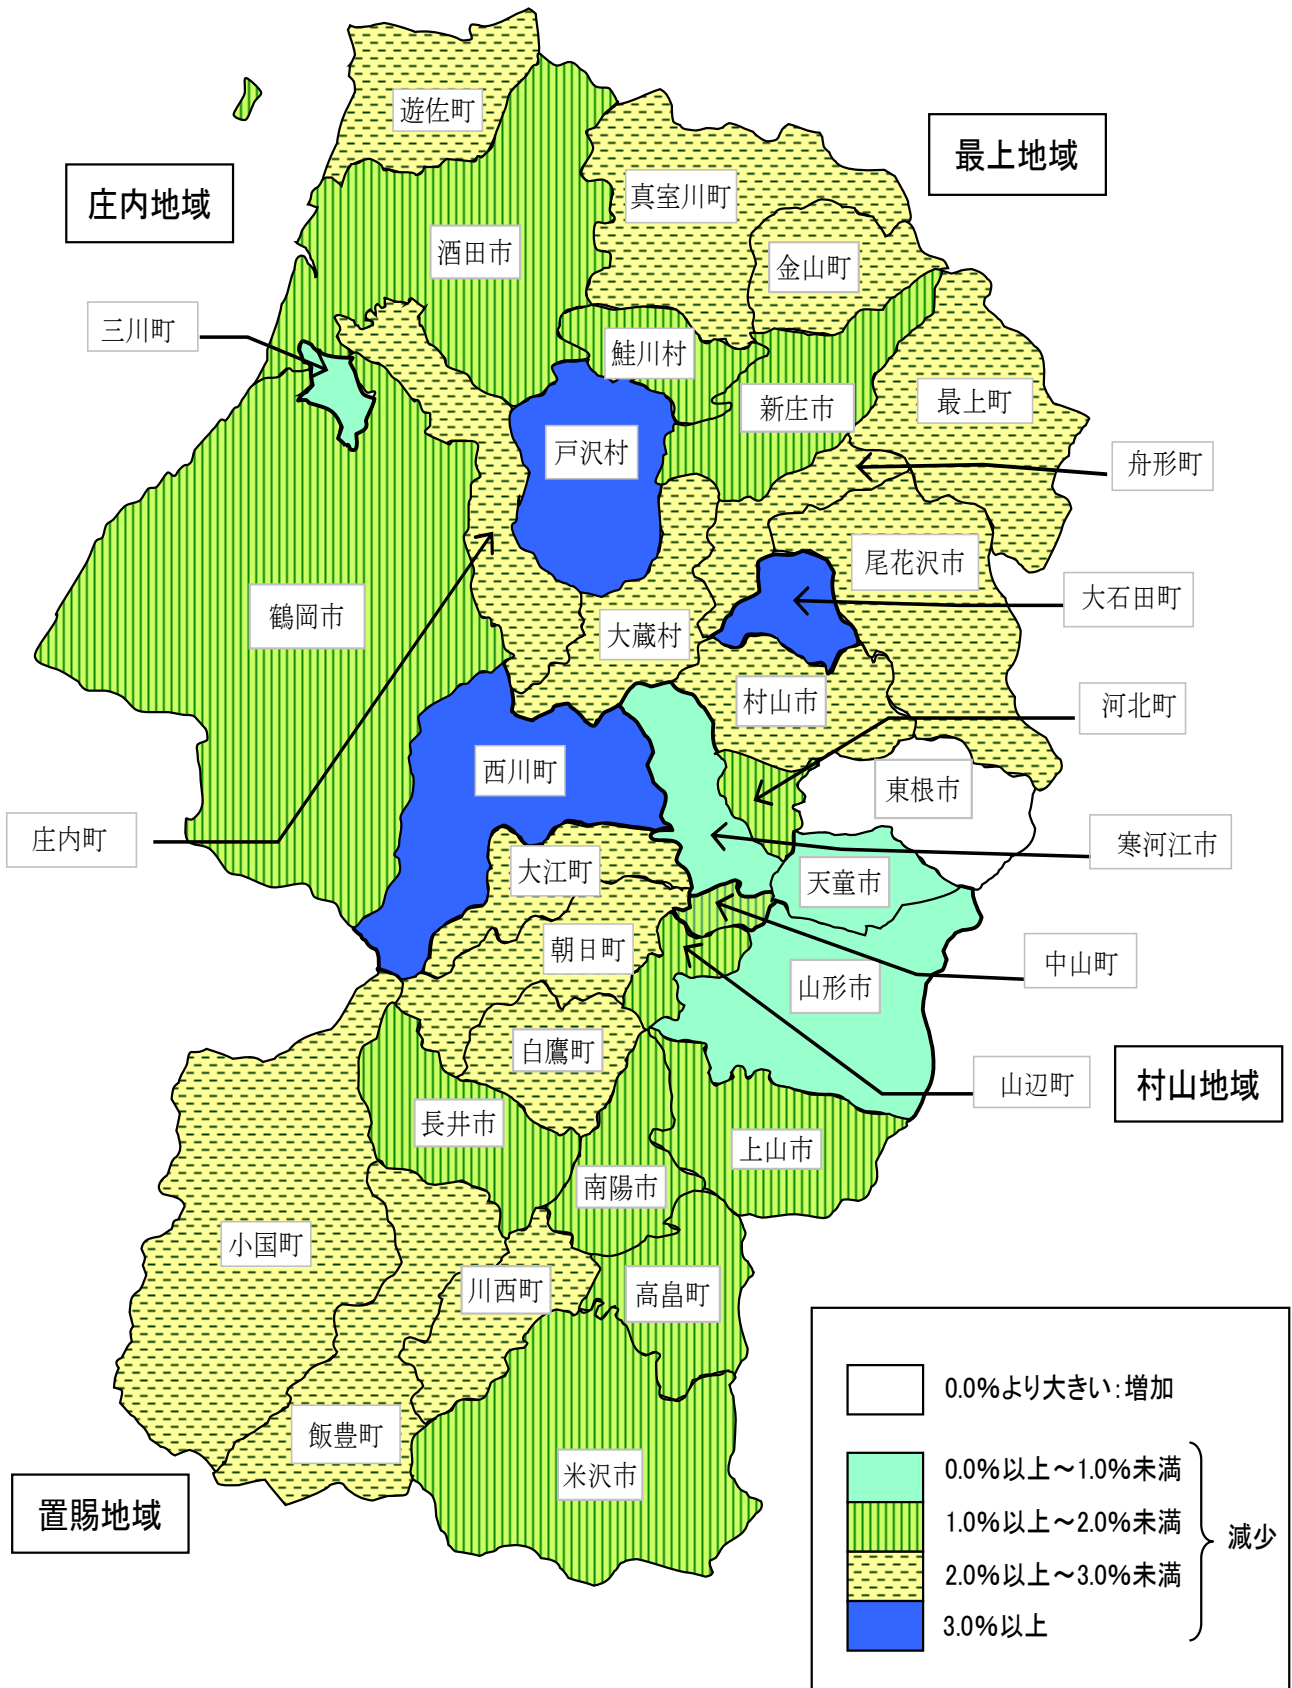 遊佐町
最上地域
庄内地域
真室川町
酒田市
金山町
三川町
鮭川村
新庄市
最上町
戸沢村
舟形町
尾花沢市
大石田町
鶴岡市
大蔵村
村山市
河北町
西川町
東根市
庄内町
寒河江市
大江町
天童市
朝日町
中山町
山形市
白鷹町
山辺町
村山地域
長井市
上山市
南陽市
小国町
川西町
高畠町
飯豊町
米沢市
置賜地域
0.0%より大きい:増加
0.0%以上～1.0%未満
1.0%以上～2.0%未満
減少
2.0%以上～3.0%未満
3.0%以上